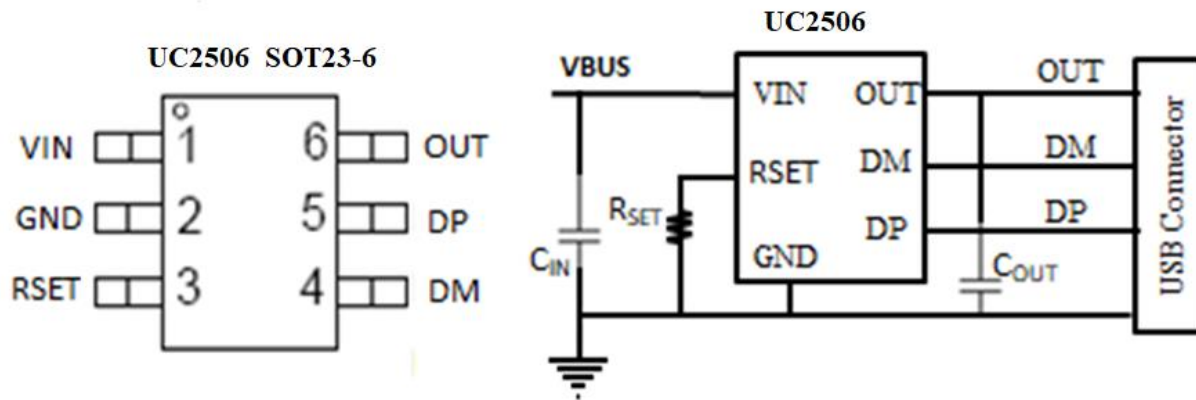 UC2506 SOT23-6
VIN 1 6 OUT
GND 2 5 DP
RSET 3 4 DM
UC2506
VBUS
VIN OUT OUT
RSET DM DM
RSET
DP DP
GND
CIN
COUT
USB Connector